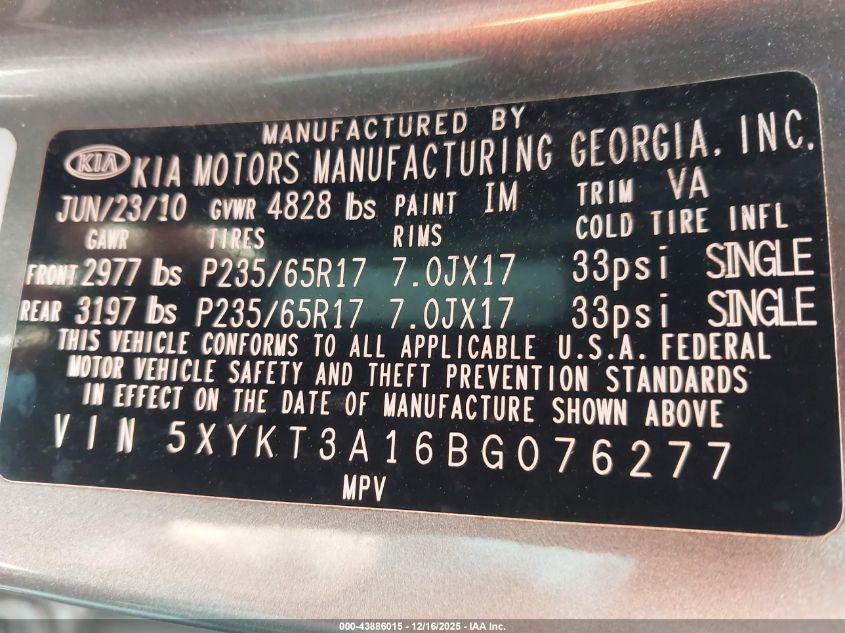 MANUFACTURED BY
KIA KIA MOTORS MANUFACTURING GEORGIA, INC.
JUN/23/10 GVWR 4828 lbs PAINT IM TRIM VA
GAWR TIRES RIMS COLD TIRE INFL
FRONT 2977 lbs P235/65R17 7.0JX17 33psi SINGLE
REAR 3197 lbs P235/65R17 7.0JX17 33psi SINGLE
THIS VEHICLE CONFORMS TO ALL APPLICABLE U.S.A. FEDERAL
MOTOR VEHICLE SAFETY AND THEFT PREVENTION STANDARDS
IN EFFECT ON THE DATE OF MANUFACTURE SHOWN ABOVE
VIN 5XYKT3A16BG076277
MPV
000-43886015 - 12/16/2025 - IAA Inc.